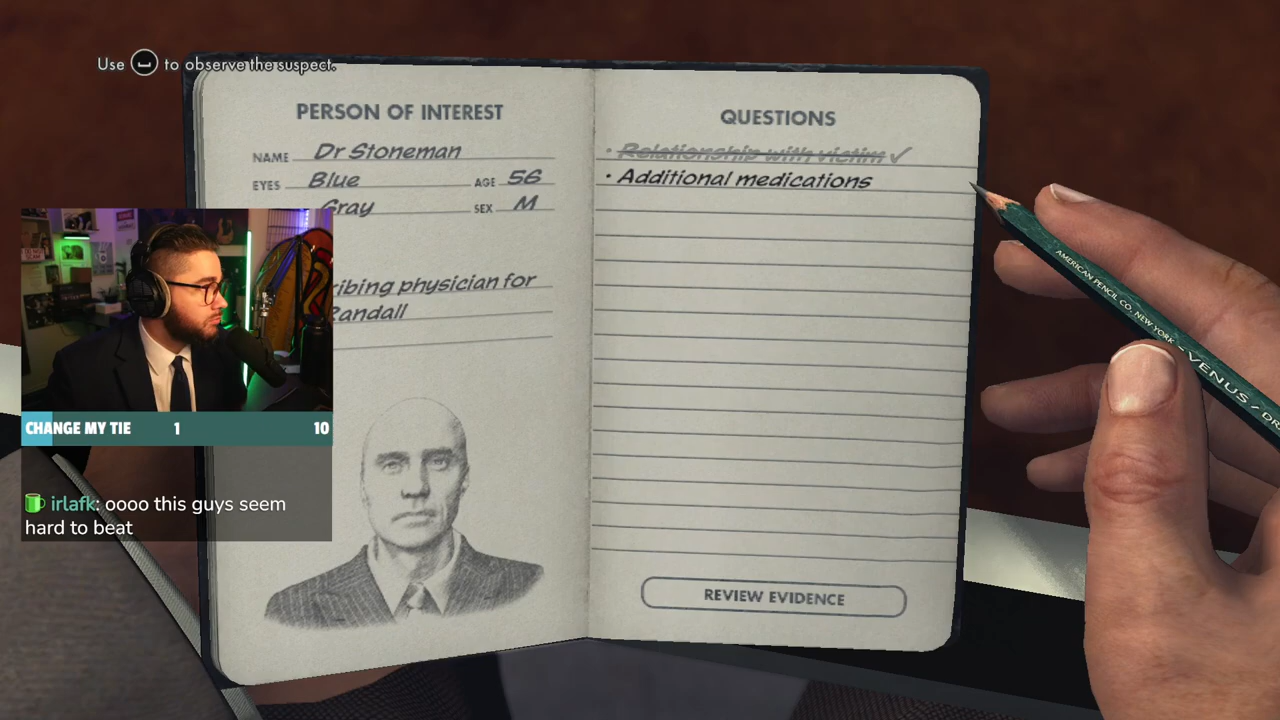 Use to observe the suspect.
PERSON OF INTEREST
NAME Dr Stoneman
EYES Blue AGE 56
Gray SEX M
ribing physician for
Randall
QUESTIONS
• Relationship with victim ✓
• Additional medications
REVIEW EVIDENCE
AMERICAN PENCIL CO. NEW YORK VENUS / DR
CHANGE MY TIE 1 10
irlafk: oooo this guys seem
hard to beat